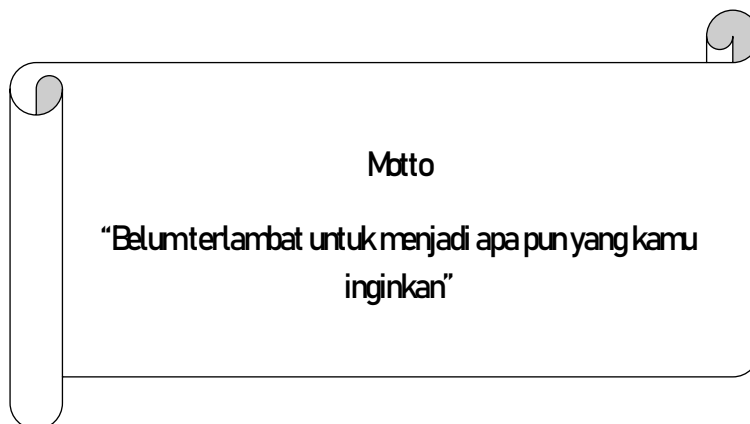 Motto
“Belum terlambat untuk menjadi apa pun yang kamu
inginkan”